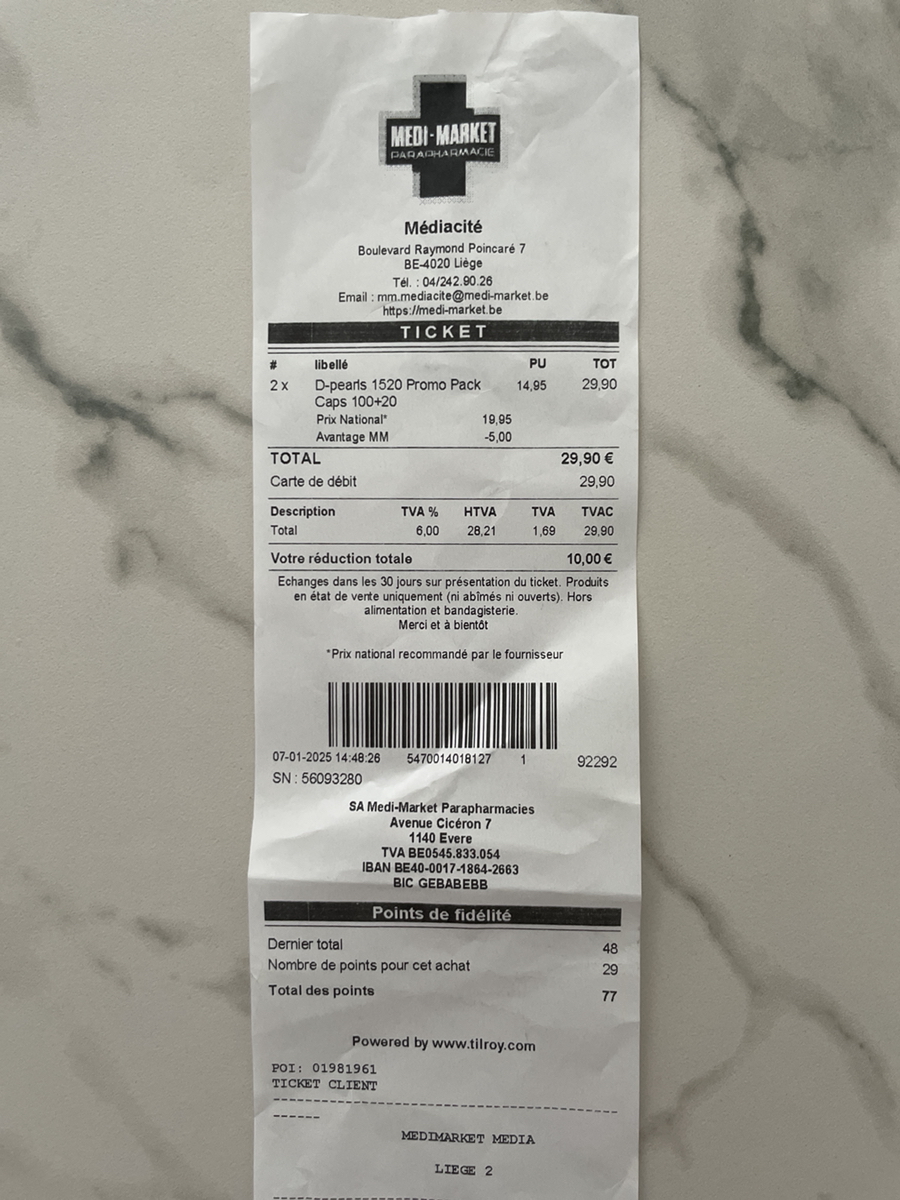 MEDI-MARKET
PARAPHARMACIE
Médiacité
Boulevard Raymond Poincaré 7
BE-4020 Liège
Tél. : 04/242.90.26
Email : mm.mediacite@medi-market.be
https://medi-market.be
TICKET
# libellé PU TOT
2 x D-pearls 1520 Promo Pack 14,95 29,90
Caps 100+20
Prix National* 19,95
Avantage MM -5,00
TOTAL 29,90 €
Carte de débit 29,90
Description TVA % HTVA TVA TVAC
Total 6,00 28,21 1,69 29,90
Votre réduction totale 10,00 €
Echanges dans les 30 jours sur présentation du ticket. Produits
en état de vente uniquement (ni abîmés ni ouverts). Hors
alimentation et bandagisterie.
Merci et à bientôt
*Prix national recommandé par le fournisseur
07-01-2025 14:48:26 5470014018127 1 92292
SN : 56093280
SA Medi-Market Parapharmacies
Avenue Cicéron 7
1140 Evere
TVA BE0545.833.054
IBAN BE40-0017-1864-2663
BIC GEBABEBB
Points de fidélité
Dernier total 48
Nombre de points pour cet achat 29
Total des points 77
Powered by www.tilroy.com
POI: 01981961
TICKET CLIENT
------------------------------------------
------
MEDIMARKET MEDIA
LIEGE 2
------------------------------------------